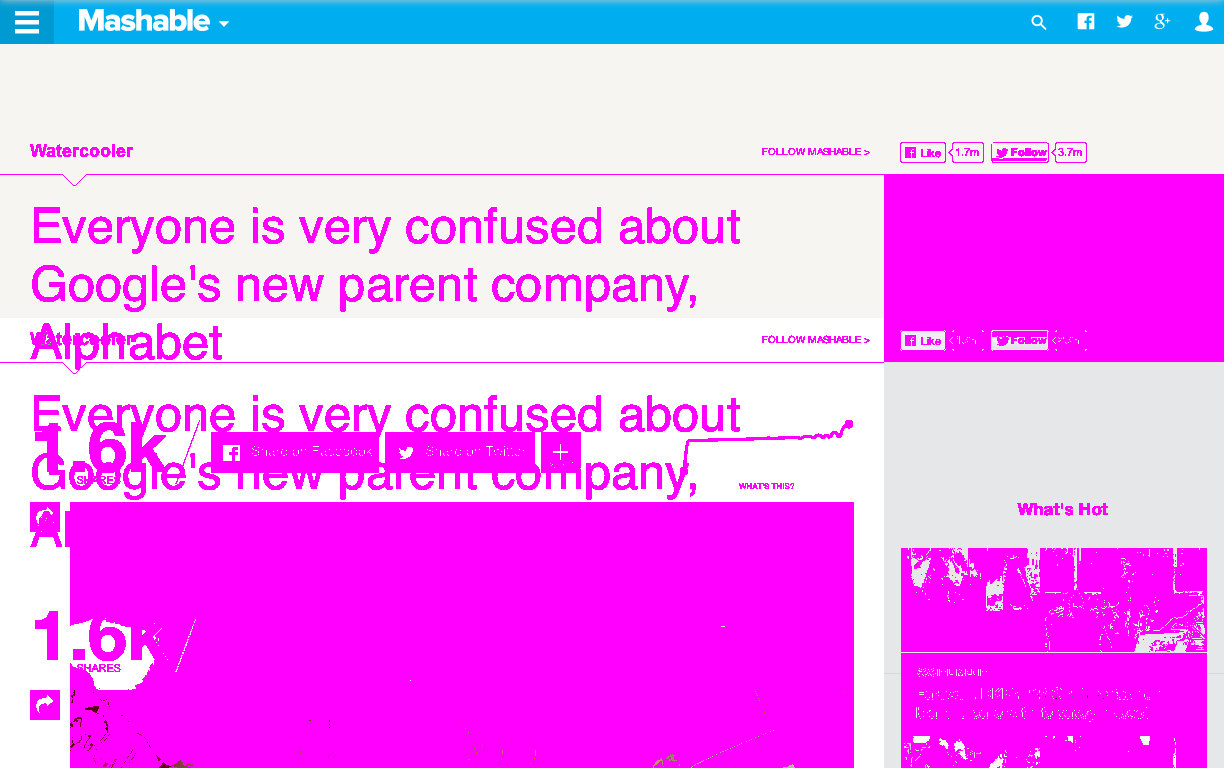 Mashable
Watercooler
FOLLOW MASHABLE >
Like
1.7m
Follow
3.7m
Everyone is very confused about
Google's new parent company,
Alphabet
Watercooler
FOLLOW MASHABLE >
Like
Follow
Everyone is very confused about
Google's new parent company,
1.6k
SHARES
Share on Facebook
Share on Twitter
WHAT'S THIS?
What's Hot
1.6k
SHARES